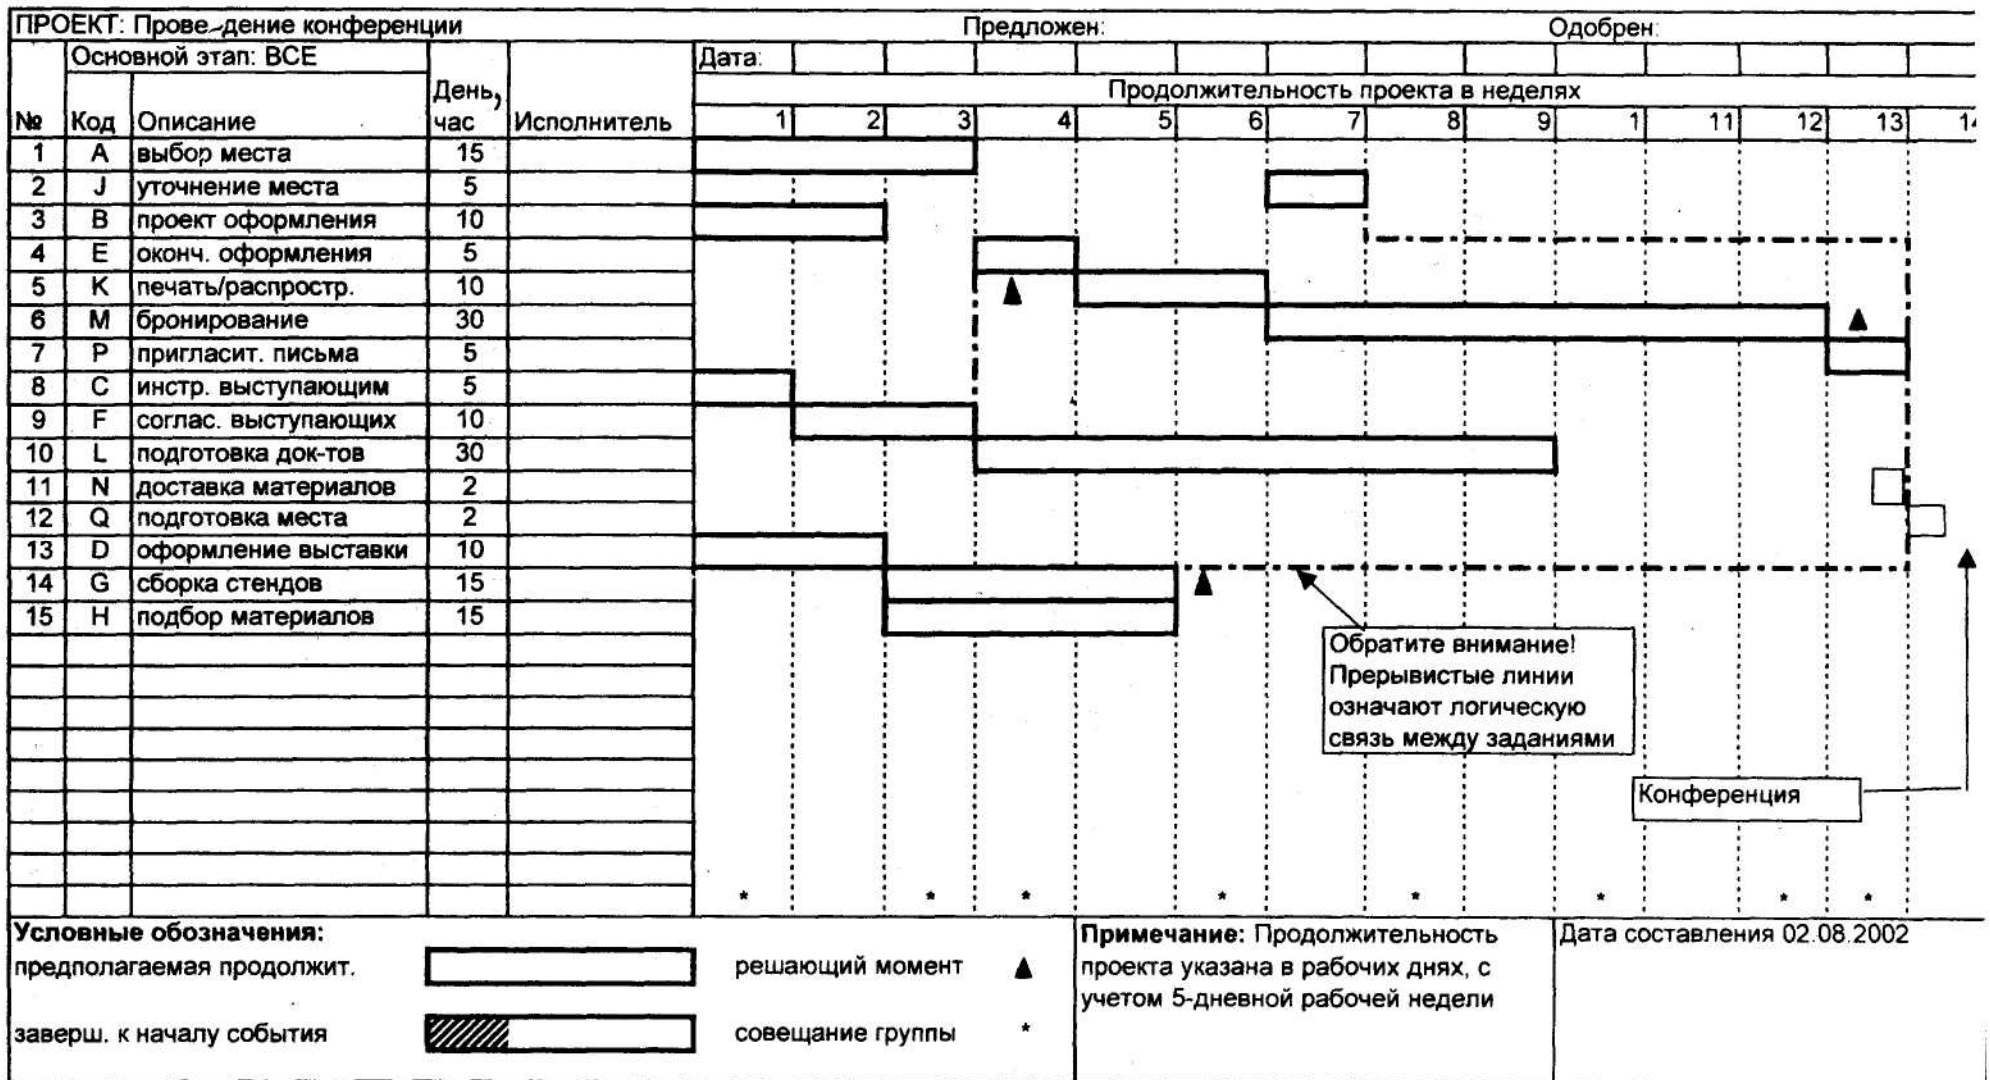 ПРОЕКТ: Прове-дение конференции Предложен: Одобрен:
Основной этап: ВСЕ Дата:
День, Продолжительность проекта в неделях
№ Код Описание час Исполнитель 1 2 3 4 5 6 7 8 9 1 11 12 13 14
1 A выбор места 15
2 J уточнение места 5
3 B проект оформления 10
4 E оконч. оформления 5
5 K печать/распростр. 10
6 M бронирование 30
7 P пригласит. письма 5
8 C инстр. выступающим 5
9 F соглас. выступающих 10
10 L подготовка док-тов 30
11 N доставка материалов 2
12 Q подготовка места 2
13 D оформление выставки 10
14 G сборка стендов 15
15 H подбор материалов 15
Обратите внимание!
Прерывистые линии
означают логическую
связь между заданиями
Конференция
* * * * * * * *
Условные обозначения:
предполагаемая продолжит.
решающий момент
заверш. к началу события
совещание группы *
Примечание: Продолжительность
проекта указана в рабочих днях, с
учетом 5-дневной рабочей недели
Дата составления 02.08.2002